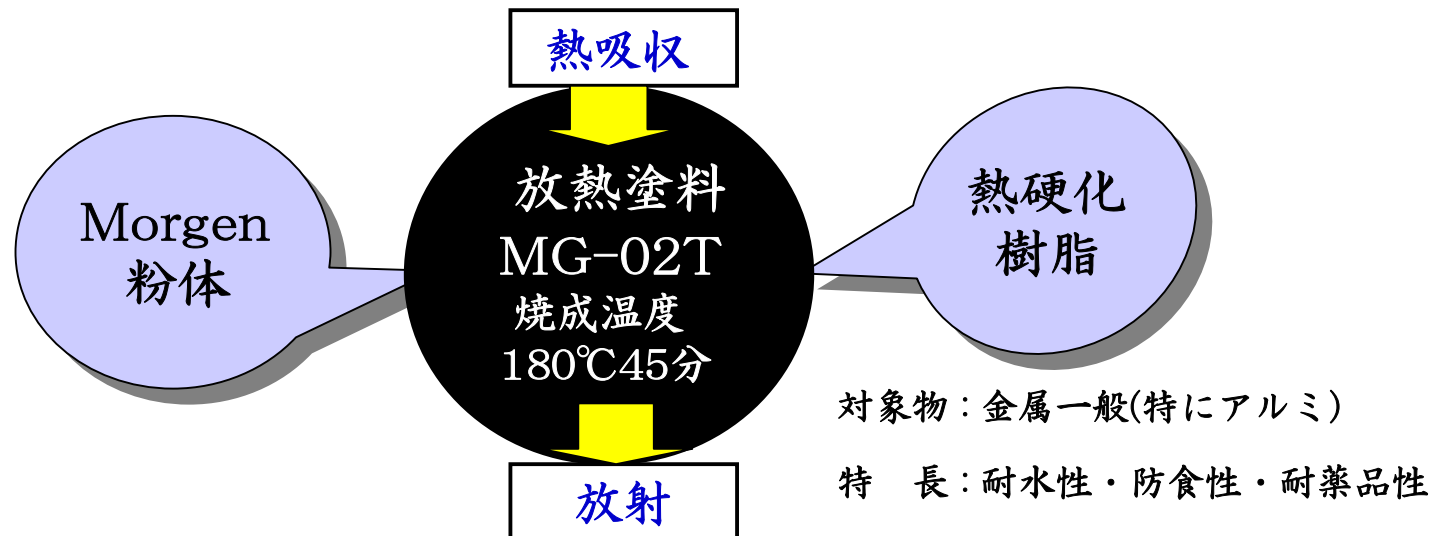 熱吸収
Morgen
粉体
放熱塗料
MG-02T
焼成温度
180℃45分
熱硬化
樹脂
放射
対象物：金属一般(特にアルミ)
特　長：耐水性・防食性・耐薬品性